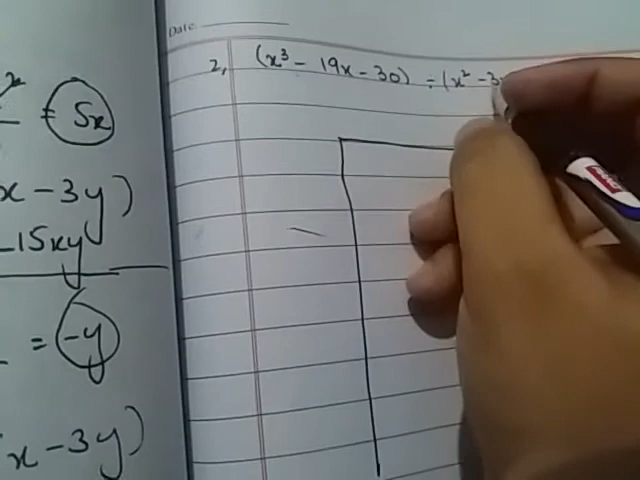 Date
2, (x³ - 19x - 30) ÷ (x² - 3
= 5x
x - 3y)
-15xy
= -y
x - 3y)